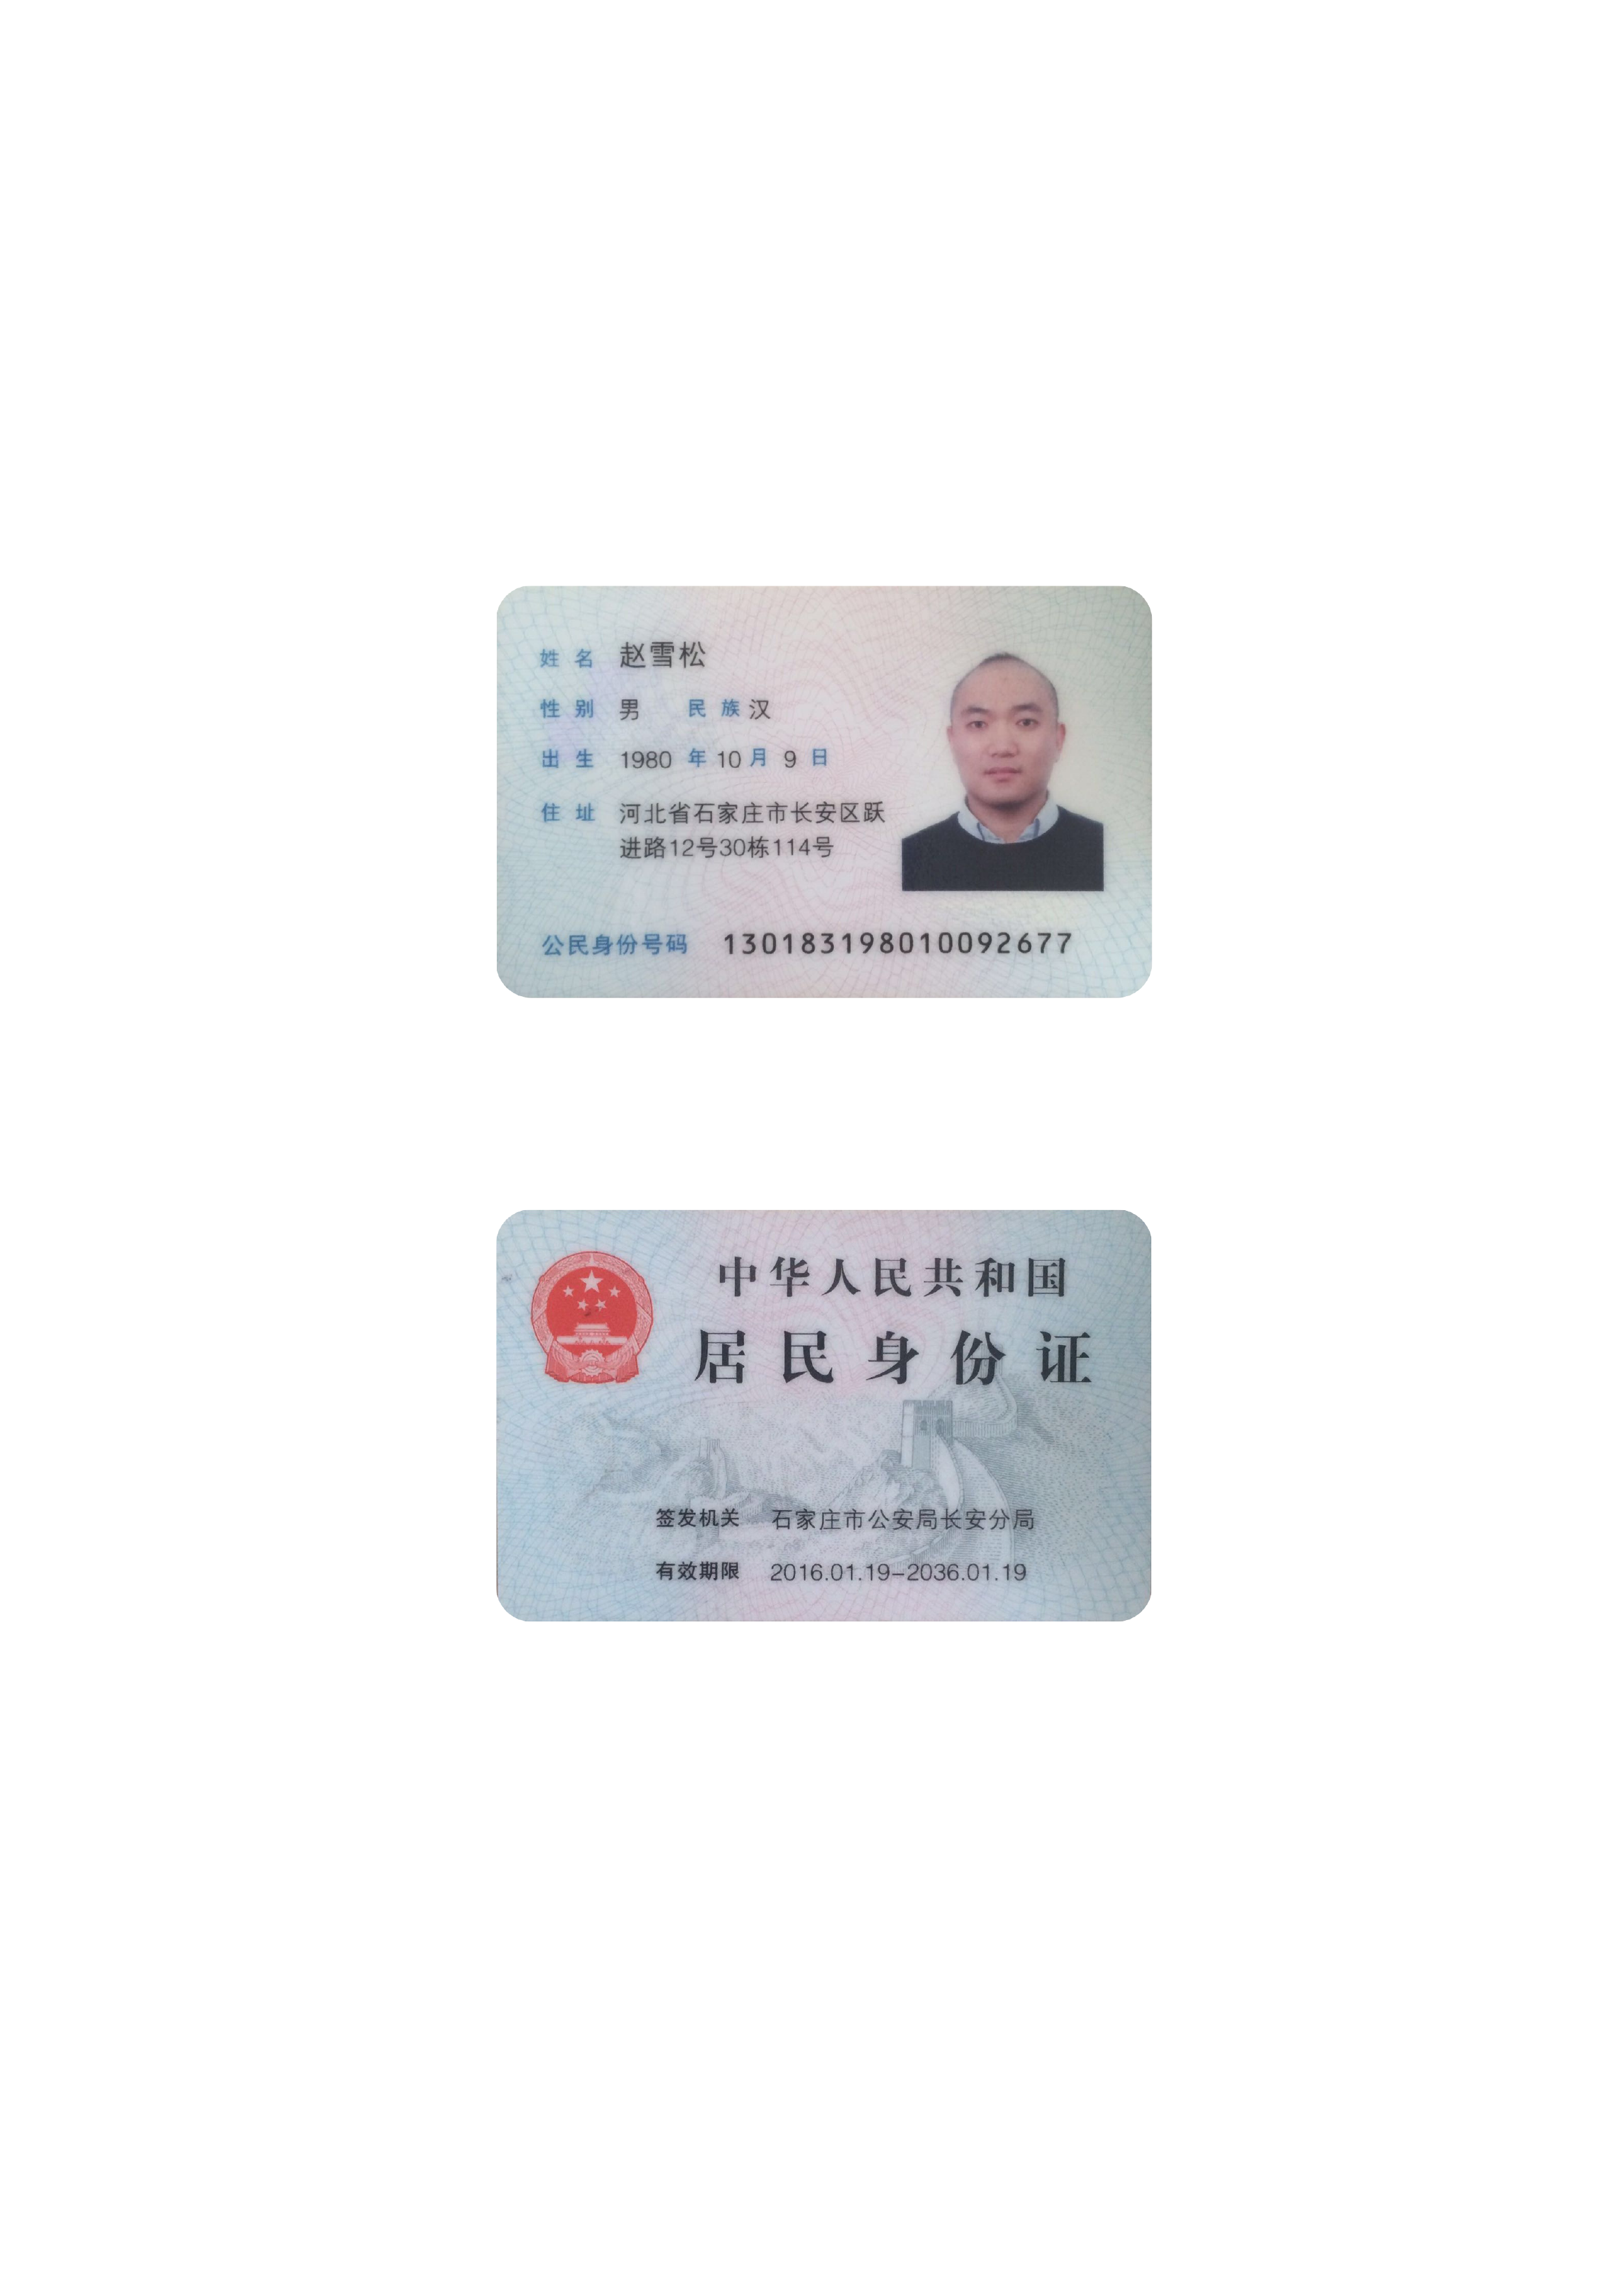 姓名 赵雪松
性别 男 民族 汉
出生 1980 年 10 月 9 日
住址 河北省石家庄市长安区跃
进路12号30栋114号
公民身份号码 130183198010092677
中华人民共和国
居民身份证
签发机关 石家庄市公安局长安分局
有效期限 2016.01.19-2036.01.19